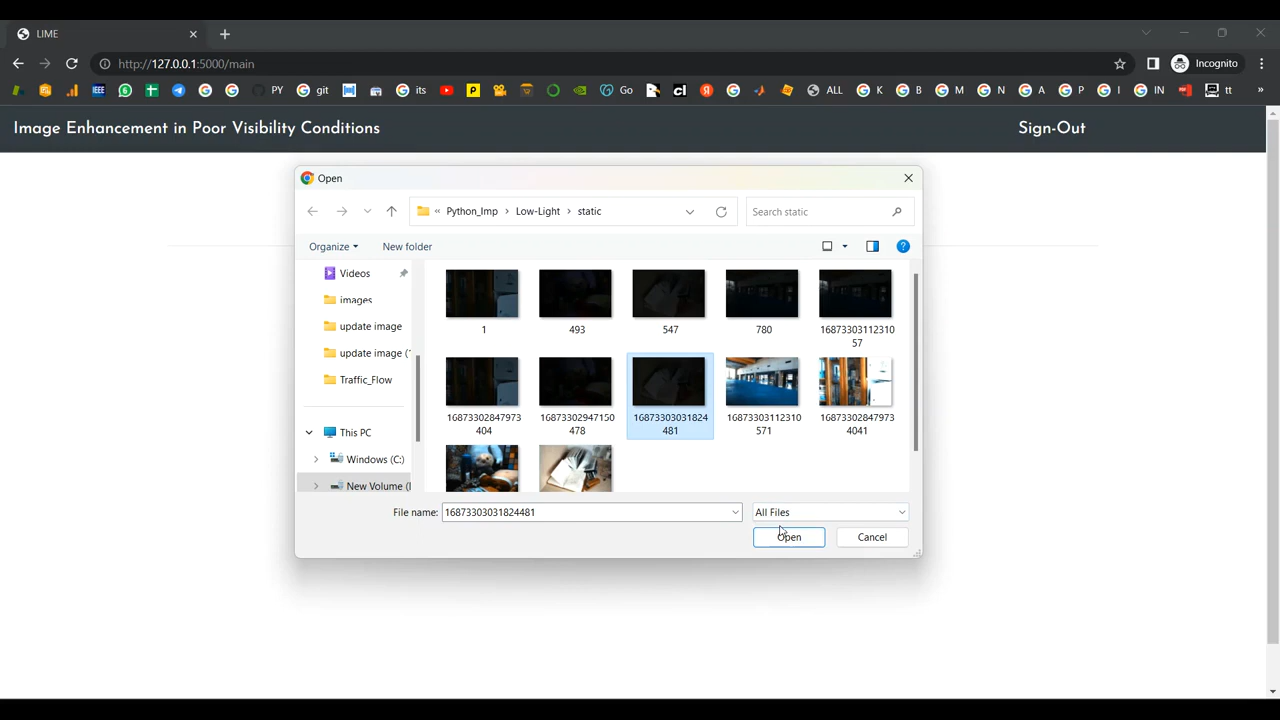 LIME
http://127.0.0.1:5000/main
Incognito
PY
git
its
Go
ALL
K
B
M
N
A
P
I
IN
tt
»
Image Enhancement in Poor Visibility Conditions
Sign-Out
Open
« Python_Imp > Low-Light > static
Search static
Organize
New folder
Videos
images
update image
update image (
Traffic_Flow
This PC
Windows (C:)
New Volume (
1
493
547
780
16873303112310
57
16873302847973
404
16873302947150
478
16873303031824
481
16873303112310
571
16873302847973
4041
File name:
16873303031824481
All Files
Open
Cancel